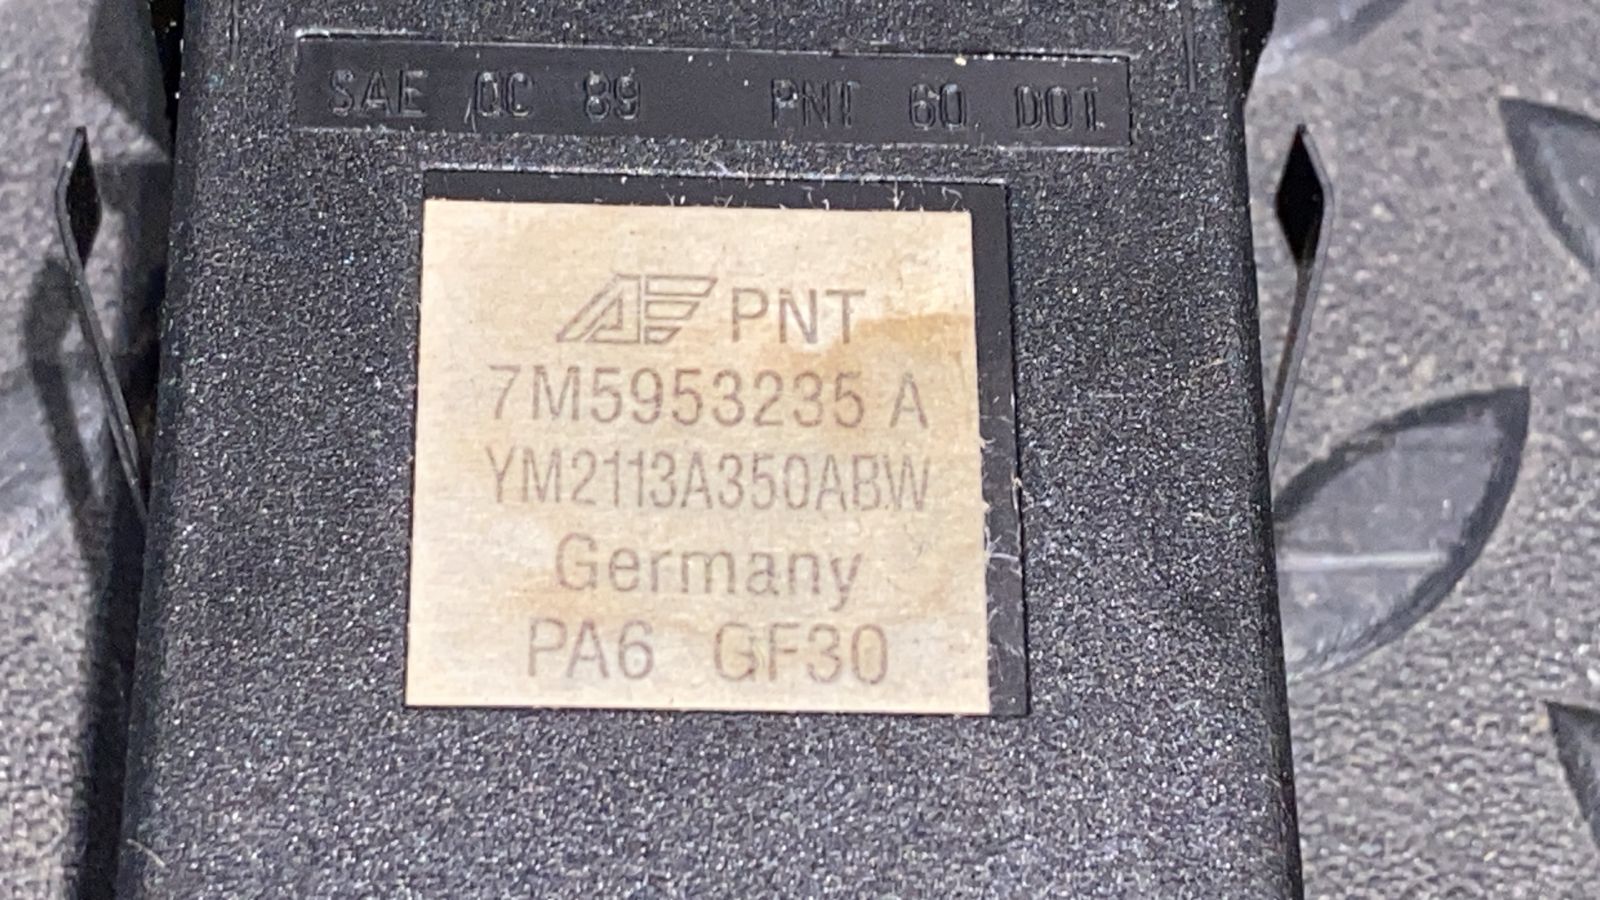 SAE QC 89 PNT 60 DOT
PNT
7M5953235 A
YM2113A350ABW
Germany
PA6 GF30